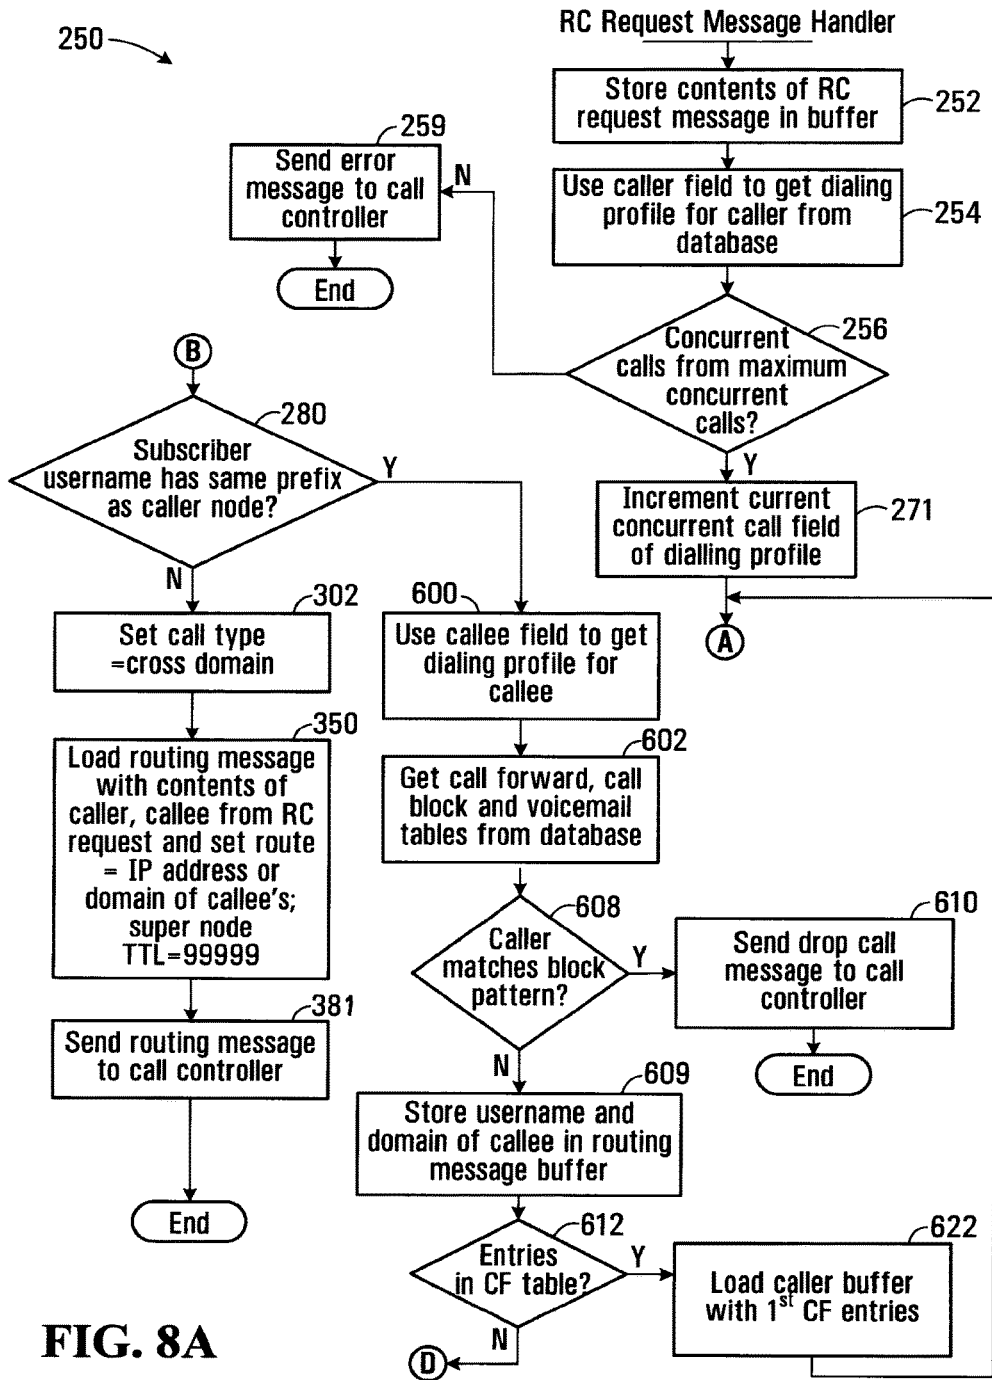 250
RC Request Message Handler
Store contents of RC
request message in buffer
252
Use caller field to get dialing
profile for caller from
database
254
Concurrent
calls from maximum
concurrent
calls?
256
N
259
Send error
message to call
controller
End
Y
Increment current
concurrent call field
of dialling profile
271
A
B
280
Subscriber
username has same prefix
as caller node?
Y
N
302
Set call type
=cross domain
350
Load routing message
with contents of
caller, callee from RC
request and set route
= IP address or
domain of callee's;
super node
TTL=99999
381
Send routing message
to call controller
End
600
Use callee field to get
dialing profile for
callee
602
Get call forward, call
block and voicemail
tables from database
608
Caller
matches block
pattern?
Y
610
Send drop call
message to call
controller
End
N
609
Store username and
domain of callee in routing
message buffer
612
Entries
in CF table?
Y
622
Load caller buffer
with 1st CF entries
N
D
FIG. 8A